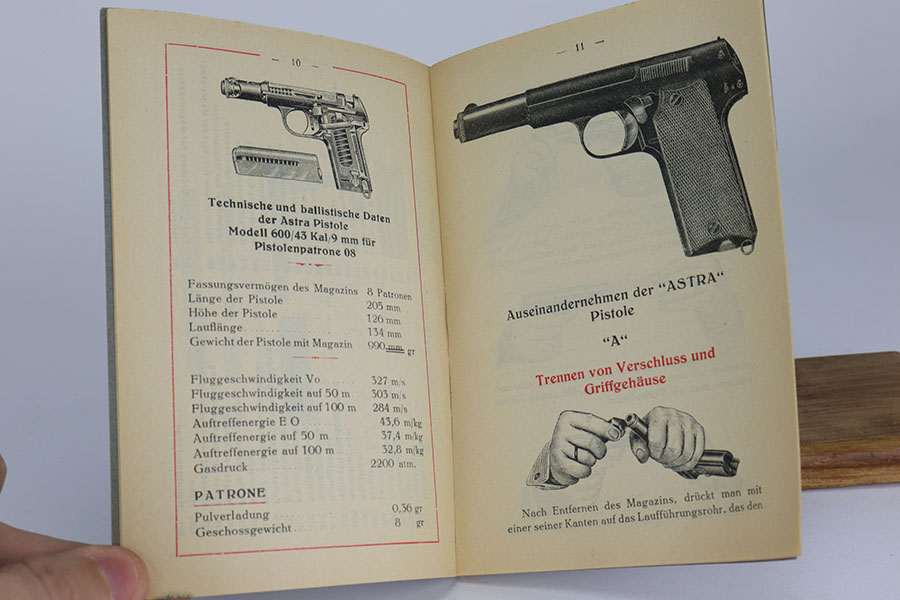 — 10 —
Technische und ballistische Daten
der Astra Pistole
Modell 600/43 Kal/9 mm für
Pistolenpatrone 08
Fassungsvermögen des Magazins 8 Patronen
Länge der Pistole 205 mm
Höhe der Pistole 126 mm
Lauflänge 134 mm
Gewicht der Pistole mit Magazin 990 mm gr
Fluggeschwindigkeit Vo 327 m/s
Fluggeschwindigkeit auf 50 m 303 m/s
Fluggeschwindigkeit auf 100 m 284 m/s
Auftreffenergie E O 43,6 m/kg
Auftreffenergie auf 50 m 37,4 m/kg
Auftreffenergie auf 100 m 32,8 m/kg
Gasdruck 2200 atm.
PATRONE
Pulverladung 0,36 gr
Geschossgewicht 8 gr
— 11 —
Auseinandernehmen der "ASTRA"
Pistole
"A"
Trennen von Verschluss und
Griffgehäuse
Nach Entfernen des Magazins, drückt man mit
einer seiner Kanten auf das Laufführungsrohr, das den